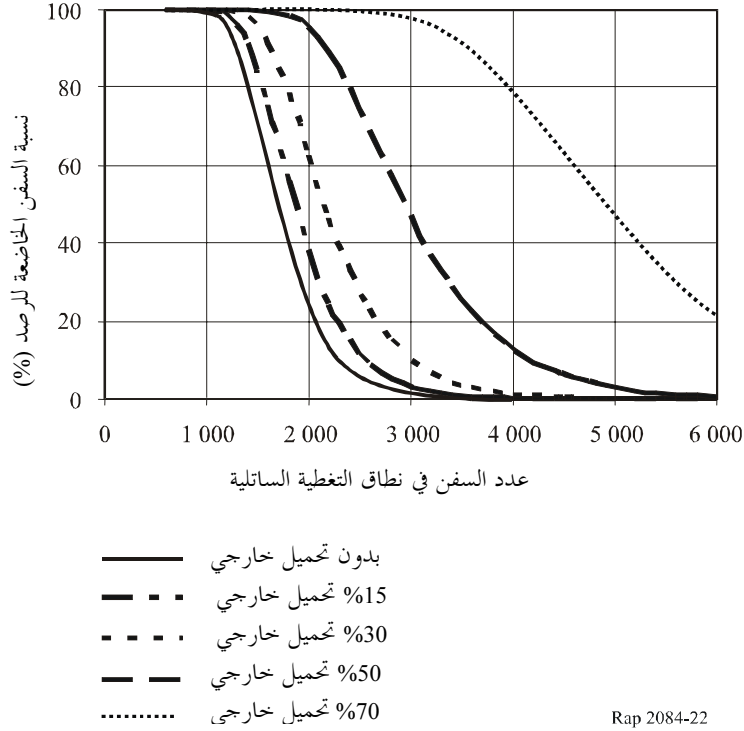 نسبة السفن الخاضعة للرصد (%)
100
80
60
40
20
0
0 1 000 2 000 3 000 4 000 5 000 6 000
عدد السفن في نطاق التغطية الساتلية
بدون تحميل خارجي
%15 تحميل خارجي
%30 تحميل خارجي
%50 تحميل خارجي
%70 تحميل خارجي
Rap 2084-22